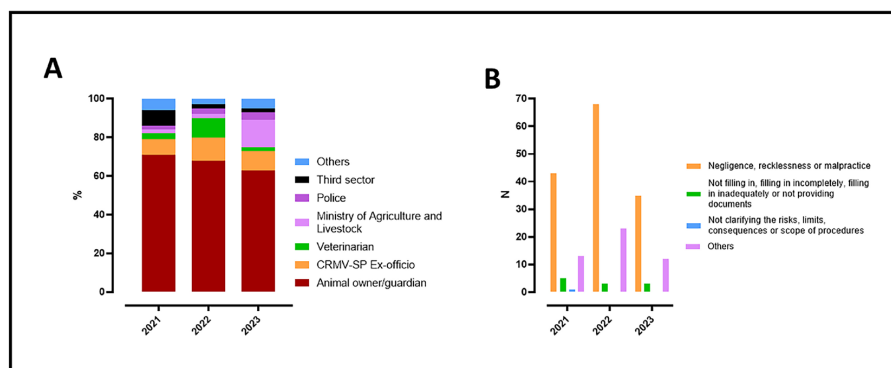 A
100
80
60
40
20
0
%
2021
2022
2023
Others
Third sector
Police
Ministry of Agriculture and
Livestock
Veterinarian
CRMV-SP Ex-officio
Animal owner/guardian
B
70
60
50
40
30
20
10
0
N
2021
2022
2023
Negligence, recklessness or malpractice
Not filling in, filling in incompletely, filling
in inadequately or not providing
documents
Not clarifying the risks, limits,
consequences or scope of procedures
Others